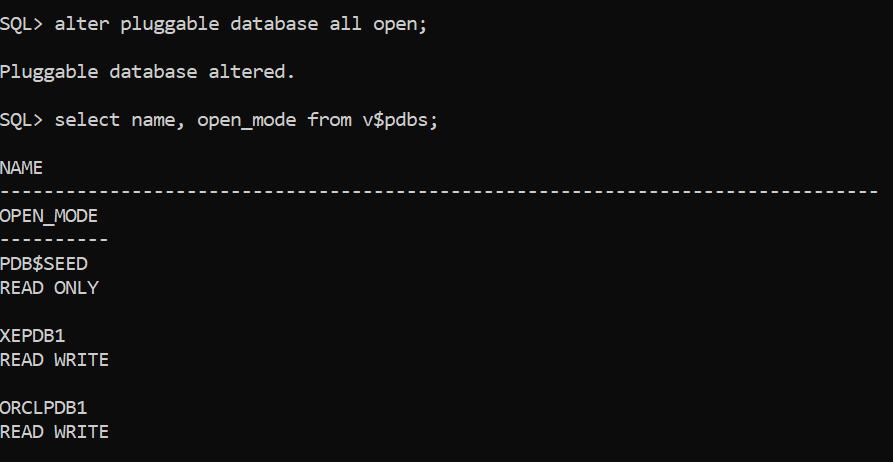 SQL> alter pluggable database all open;
Pluggable database altered.
SQL> select name, open_mode from v$pdbs;
NAME
--------------------------------------------------------------------------------
OPEN_MODE
----------
PDB$SEED
READ ONLY
XEPDB1
READ WRITE
ORCLPDB1
READ WRITE